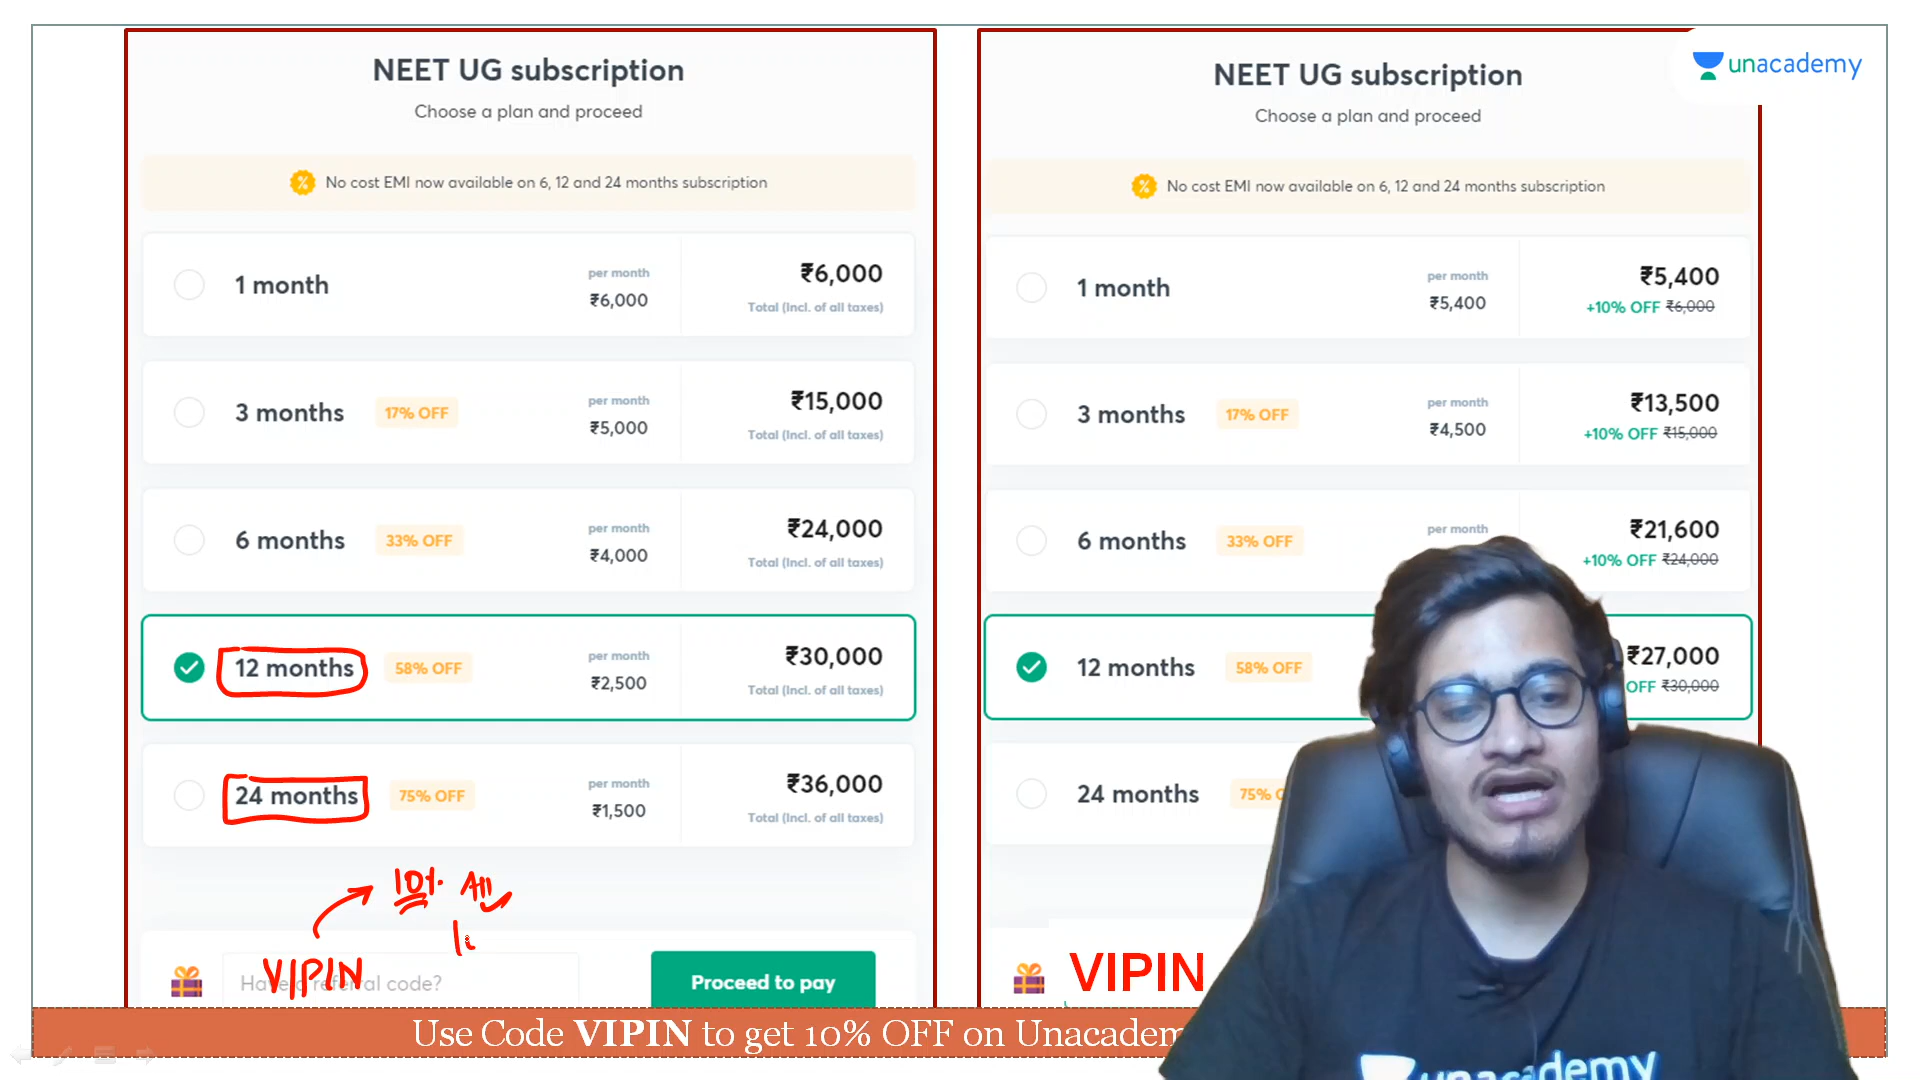 NEET UG subscription
Choose a plan and proceed
No cost EMI now available on 6, 12 and 24 months subscription
1 month
per month
₹6,000
₹6,000
Total (Incl. of all taxes)
3 months
17% OFF
per month
₹5,000
₹15,000
Total (Incl. of all taxes)
6 months
33% OFF
per month
₹4,000
₹24,000
Total (Incl. of all taxes)
12 months
58% OFF
per month
₹2,500
₹30,000
Total (Incl. of all taxes)
24 months
75% OFF
per month
₹1,500
₹36,000
Total (Incl. of all taxes)
VIPIN
Have a referral code?
Proceed to pay
unacademy
NEET UG subscription
Choose a plan and proceed
No cost EMI now available on 6, 12 and 24 months subscription
1 month
per month
₹5,400
₹5,400
+10% OFF ₹6,000
3 months
17% OFF
per month
₹4,500
₹13,500
+10% OFF ₹15,000
6 months
33% OFF
per month
₹21,600
+10% OFF ₹24,000
12 months
58% OFF
₹27,000
OFF ₹30,000
24 months
75%
VIPIN
Use Code VIPIN to get 10% OFF on Unacadem
unacademy